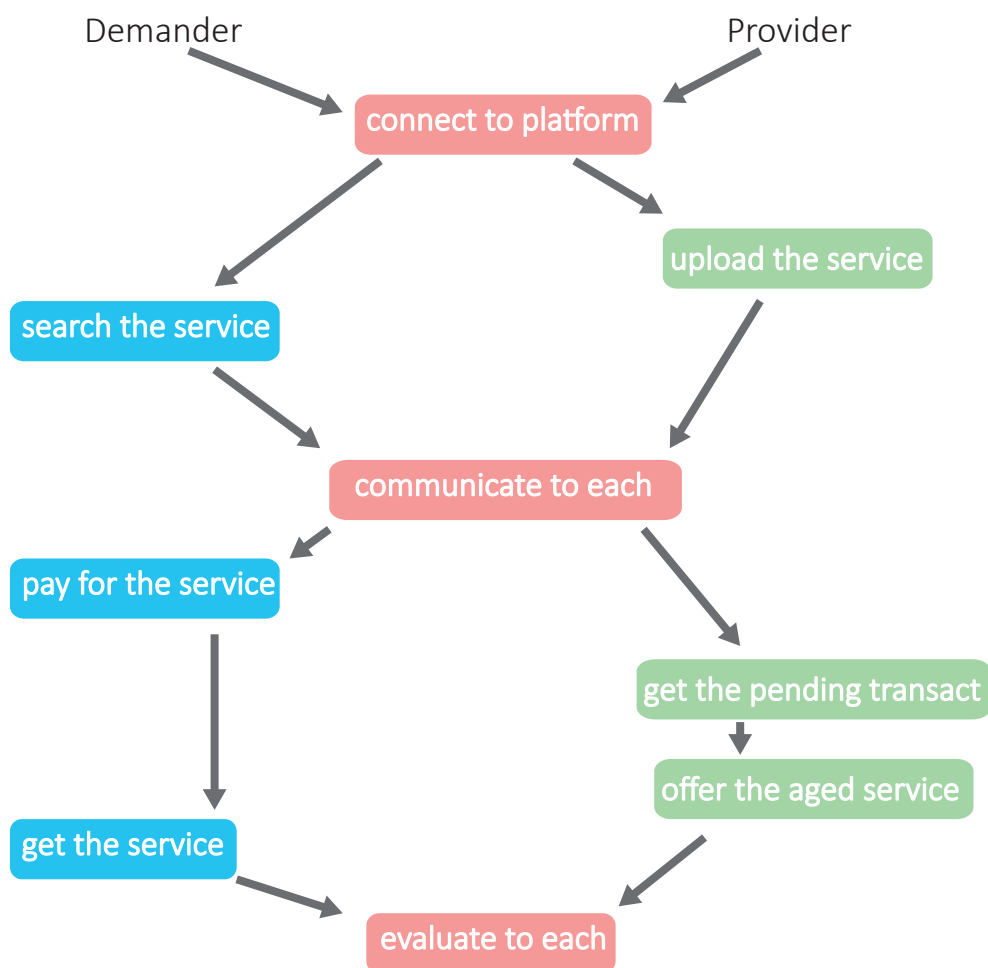 Demander
Provider
connect to platform
upload the service
search the service
communicate to each
pay for the service
get the pending transact
offer the aged service
get the service
evaluate to each